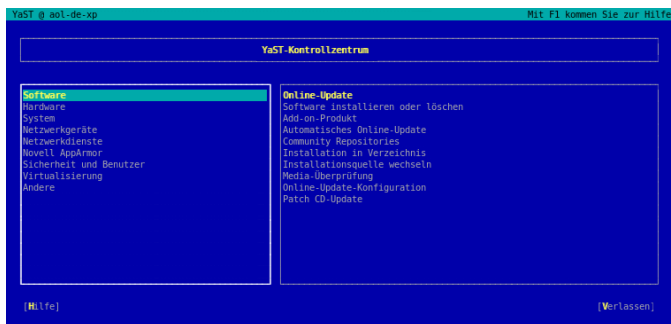 YaST @ aol-de-xp Mit F1 kommen Sie zur Hilfe
YaST-Kontrollzentrum
Software
Hardware
System
Netzwerkgeräte
Netzwerkdienste
Novell AppArmor
Sicherheit und Benutzer
Virtualisierung
Andere
Online-Update
Software installieren oder löschen
Add-on-Produkt
Automatisches Online-Update
Community Repositories
Installation in Verzeichnis
Installationsquelle wechseln
Media-Überprüfung
Online-Update-Konfiguration
Patch CD-Update
[Hilfe] [Verlassen]